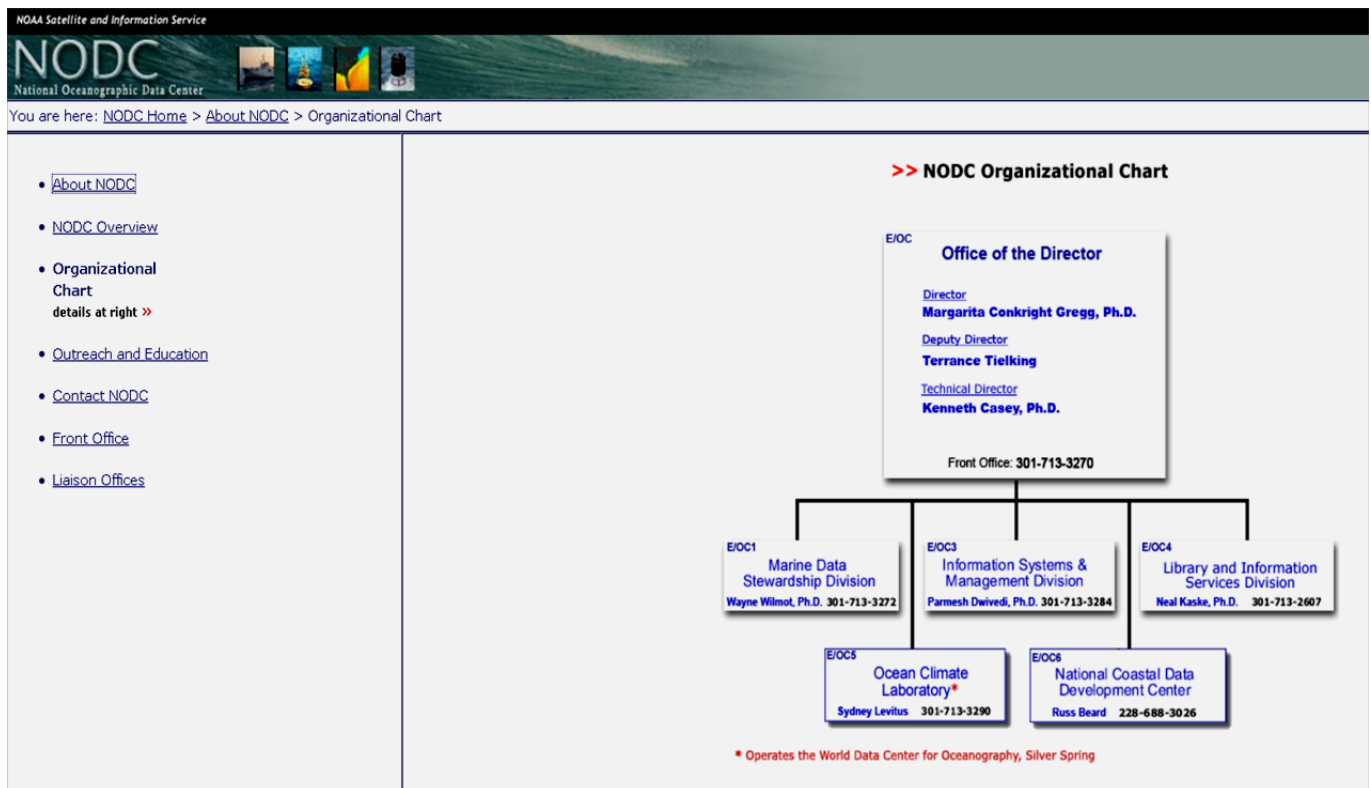 NOAA Satellite and Information Service
NODC
National Oceanographic Data Center
You are here: NODC Home > About NODC > Organizational Chart
• About NODC
• NODC Overview
• Organizational
Chart
details at right »
• Outreach and Education
• Contact NODC
• Front Office
• Liaison Offices
>> NODC Organizational Chart
E/OC
Office of the Director
Director
Margarita Conkright Gregg, Ph.D.
Deputy Director
Terrance Tielking
Technical Director
Kenneth Casey, Ph.D.
Front Office: 301-713-3270
E/OC1
Marine Data
Stewardship Division
Wayne Wilmot, Ph.D. 301-713-3272
E/OC3
Information Systems &
Management Division
Parmesh Dwivedi, Ph.D. 301-713-3284
E/OC4
Library and Information
Services Division
Neal Kaske, Ph.D. 301-713-2607
E/OC5
Ocean Climate
Laboratory*
Sydney Levitus 301-713-3290
E/OC6
National Coastal Data
Development Center
Russ Beard 228-688-3026
* Operates the World Data Center for Oceanography, Silver Spring